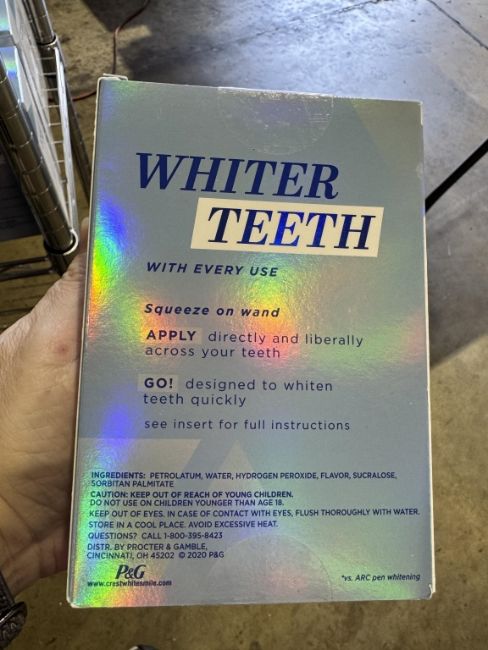 WHITER
TEETH
WITH EVERY USE
Squeeze on wand
APPLY directly and liberally
across your teeth
GO! designed to whiten
teeth quickly
see insert for full instructions
INGREDIENTS: PETROLATUM, WATER, HYDROGEN PEROXIDE, FLAVOR, SUCRALOSE,
SORBITAN PALMITATE
CAUTION: KEEP OUT OF REACH OF YOUNG CHILDREN.
DO NOT USE ON CHILDREN YOUNGER THAN AGE 18.
KEEP OUT OF EYES. IN CASE OF CONTACT WITH EYES, FLUSH THOROUGHLY WITH WATER.
STORE IN A COOL PLACE. AVOID EXCESSIVE HEAT.
QUESTIONS? CALL 1-800-395-8423
DISTR. BY PROCTER & GAMBLE,
CINCINNATI, OH 45202 © 2020 P&G
P&G
www.crestwhitesmile.com
*vs. ARC pen whitening